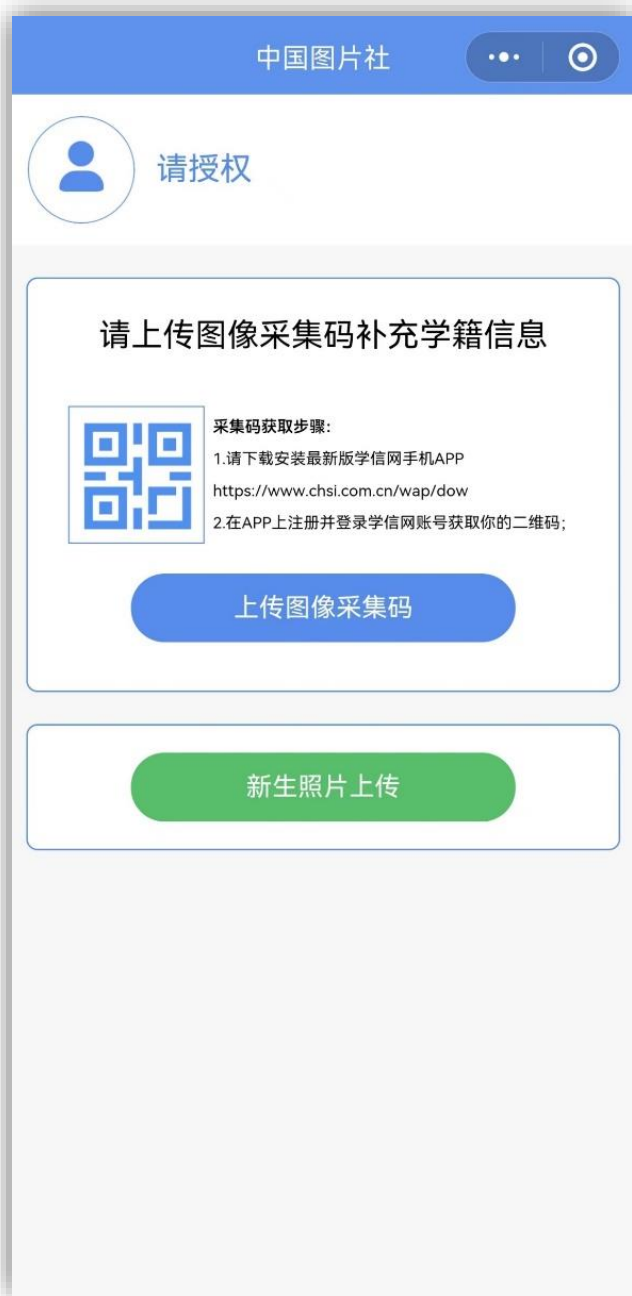 中国图片社
请授权
请上传图像采集码补充学籍信息
采集码获取步骤:
1.请下载安装最新版学信网手机APP
https://www.chsi.com.cn/wap/dow
2.在APP上注册并登录学信网账号获取你的二维码;
上传图像采集码
新生照片上传